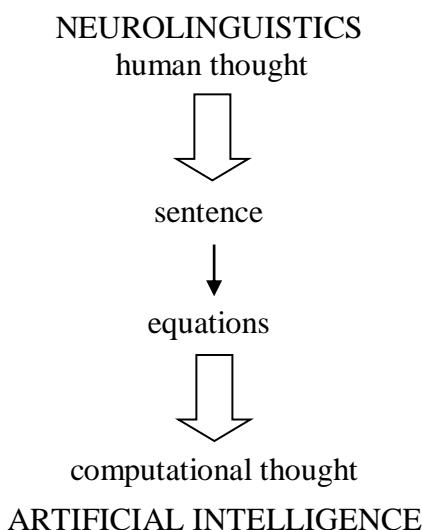 NEUROLINGUISTICS
human thought
sentence
equations
computational thought
ARTIFICIAL INTELLIGENCE